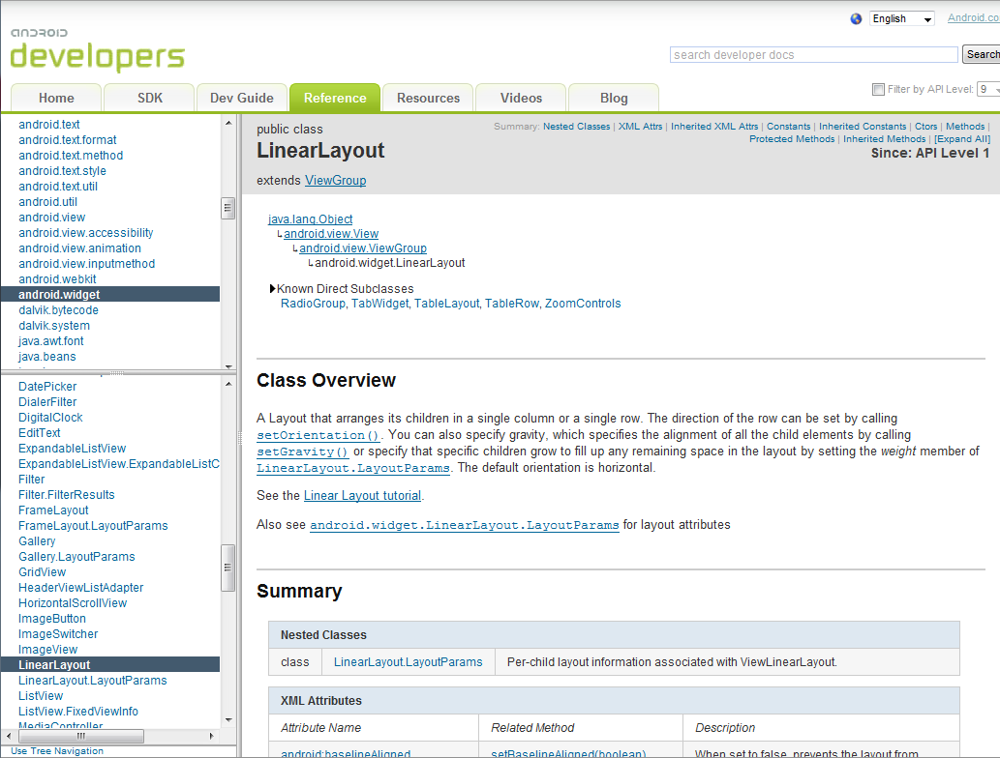 English
Android.co
android
developers
search developer docs
Search
Home
SDK
Dev Guide
Reference
Resources
Videos
Blog
Filter by API Level: 9
android.text
android.text.format
android.text.method
android.text.style
android.text.util
android.util
android.view
android.view.accessibility
android.view.animation
android.view.inputmethod
android.webkit
android.widget
dalvik.bytecode
dalvik.system
java.awt.font
java.beans
DatePicker
DialerFilter
DigitalClock
EditText
ExpandableListView
ExpandableListView.ExpandableListC
Filter
Filter.FilterResults
FrameLayout
FrameLayout.LayoutParams
Gallery
Gallery.LayoutParams
GridView
HeaderViewListAdapter
HorizontalScrollView
ImageButton
ImageSwitcher
ImageView
LinearLayout
LinearLayout.LayoutParams
ListView
ListView.FixedViewInfo
MediaController
Use Tree Navigation
Summary: Nested Classes | XML Attrs | Inherited XML Attrs | Constants | Inherited Constants | Ctors | Methods |
Protected Methods | Inherited Methods | [Expand All]
Since: API Level 1
public class
LinearLayout
extends ViewGroup
java.lang.Object
↳android.view.View
↳android.view.ViewGroup
↳android.widget.LinearLayout
Known Direct Subclasses
RadioGroup, TabWidget, TableLayout, TableRow, ZoomControls
Class Overview
A Layout that arranges its children in a single column or a single row. The direction of the row can be set by calling
setOrientation(). You can also specify gravity, which specifies the alignment of all the child elements by calling
setGravity() or specify that specific children grow to fill up any remaining space in the layout by setting the weight member of
LinearLayout.LayoutParams. The default orientation is horizontal.
See the Linear Layout tutorial.
Also see android.widget.LinearLayout.LayoutParams for layout attributes
Summary
Nested Classes
class LinearLayout.LayoutParams Per-child layout information associated with ViewLinearLayout.
XML Attributes
Attribute Name Related Method Description
android:baselineAligned setBaselineAligned(boolean) When set to false, prevents the layout from